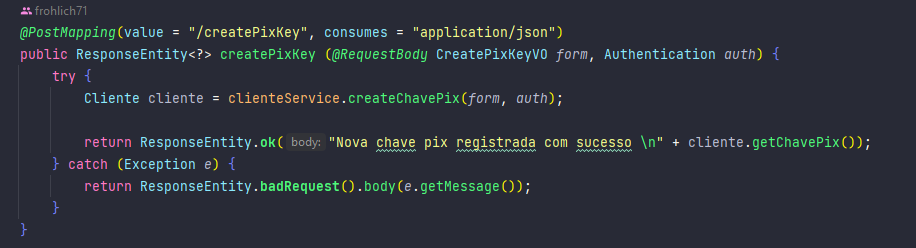 frohlich71
@PostMapping(value = "/createPixKey", consumes = "application/json")
public ResponseEntity<?> createPixKey (@RequestBody CreatePixKeyVO form, Authentication auth) {
    try {
        Cliente cliente = clienteService.createChavePix(form, auth);
        return ResponseEntity.ok( body: "Nova chave pix registrada com sucesso \n" + cliente.getChavePix());
    } catch (Exception e) {
        return ResponseEntity.badRequest().body(e.getMessage());
    }
}